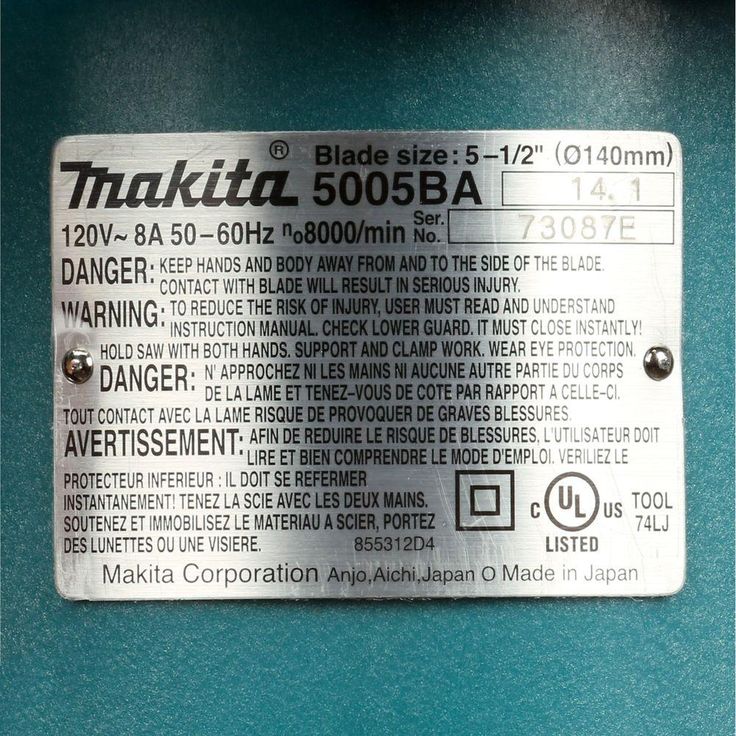 Makita® Blade size: 5-1/2" (Ø140mm)
5005BA 14.1
120V~ 8A 50-60Hz n₀8000/min Ser. No. 73087E
DANGER: KEEP HANDS AND BODY AWAY FROM AND TO THE SIDE OF THE BLADE.
CONTACT WITH BLADE WILL RESULT IN SERIOUS INJURY.
WARNING: TO REDUCE THE RISK OF INJURY, USER MUST READ AND UNDERSTAND
INSTRUCTION MANUAL. CHECK LOWER GUARD. IT MUST CLOSE INSTANTLY!
HOLD SAW WITH BOTH HANDS. SUPPORT AND CLAMP WORK. WEAR EYE PROTECTION.
DANGER: N' APPROCHEZ NI LES MAINS NI AUCUNE AUTRE PARTIE DU CORPS
DE LA LAME ET TENEZ-VOUS DE COTE PAR RAPPORT A CELLE-CI.
TOUT CONTACT AVEC LA LAME RISQUE DE PROVOQUER DE GRAVES BLESSURES.
AVERTISSEMENT: AFIN DE REDUIRE LE RISQUE DE BLESSURES, L'UTILISATEUR DOIT
LIRE ET BIEN COMPRENDRE LE MODE D'EMPLOI. VERIFIEZ LE
PROTECTEUR INFERIEUR : IL DOIT SE REFERMER
INSTANTANEMENT! TENEZ LA SCIE AVEC LES DEUX MAINS.
SOUTENEZ ET IMMOBILISEZ LE MATERIAU A SCIER, PORTEZ
DES LUNETTES OU UNE VISIERE. 855312D4
C UL US LISTED
TOOL
74LJ
Makita Corporation Anjo,Aichi,Japan O Made in Japan